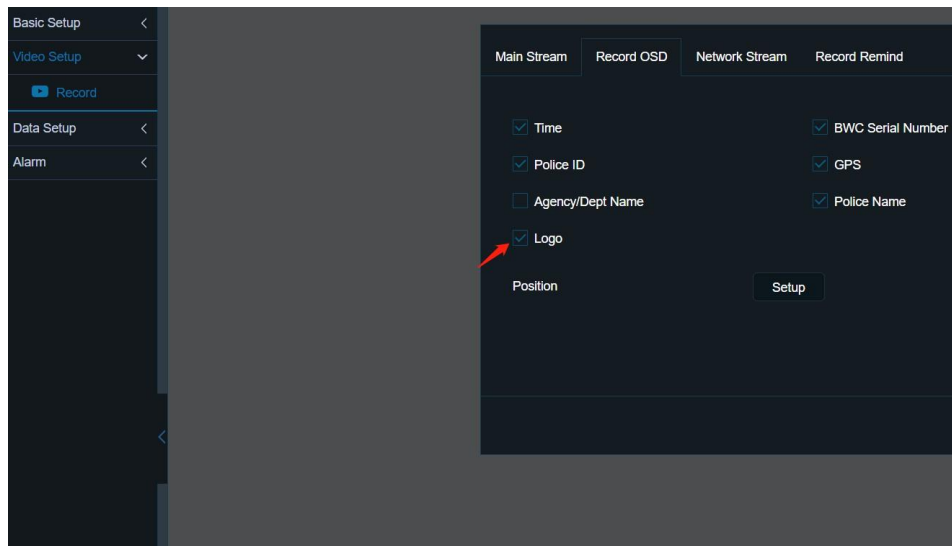 Basic Setup
Video Setup
Record
Data Setup
Alarm
Main Stream
Record OSD
Network Stream
Record Remind
Time
BWC Serial Number
Police ID
GPS
Agency/Dept Name
Police Name
Logo
Position
Setup